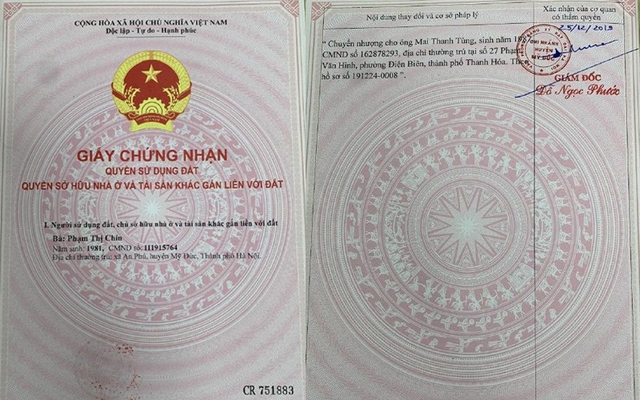 CỘNG HÒA XÃ HỘI CHỦ NGHĨA VIỆT NAM
Độc lập - Tự do - Hạnh phúc
GIẤY CHỨNG NHẬN
QUYỀN SỬ DỤNG ĐẤT
QUYỀN SỞ HỮU NHÀ Ở VÀ TÀI SẢN KHÁC GẮN LIỀN VỚI ĐẤT
I. Người sử dụng đất, chủ sở hữu nhà ở và tài sản khác gắn liền với đất
Bà: Phạm Thị Chín
Năm sinh: 1981, CMND số: 111915764
Địa chỉ thường trú: xã An Phú, huyện Mỹ Đức, Thành phố Hà Nội.
CR 751883
Nội dung thay đổi và cơ sở pháp lý
Xác nhận của cơ quan
có thẩm quyền
" Chuyển nhượng cho ông Mai Thanh Tùng, sinh năm
CMND số 162878293, địa chỉ thường trú tại số 27 Phạm
Văn Hinh, phường Điện Biên, thành phố Thanh Hóa. Theo
hồ sơ số 191224-0008 ".
25/12/2019
CHI NHÁNH
HUYỆN
MỸ ĐỨC
GIÁM ĐỐC
Đỗ Ngọc Phước